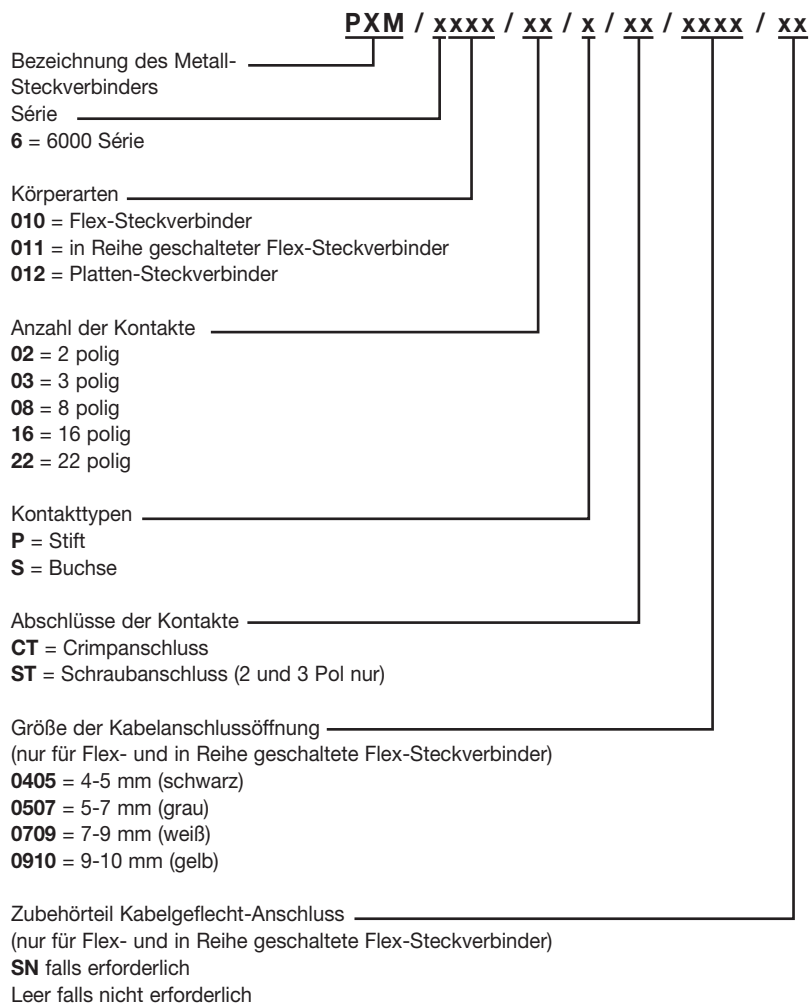 PXM / xxxx / xx / x / xx / xxxx / xx
Bezeichnung des Metall-
Steckverbinders
Série
6 = 6000 Série
Körperarten
010 = Flex-Steckverbinder
011 = in Reihe geschalteter Flex-Steckverbinder
012 = Platten-Steckverbinder
Anzahl der Kontakte
02 = 2 polig
03 = 3 polig
08 = 8 polig
16 = 16 polig
22 = 22 polig
Kontakttypen
P = Stift
S = Buchse
Abschlüsse der Kontakte
CT = Crimpanschluss
ST = Schraubanschluss (2 und 3 Pol nur)
Größe der Kabelanschlussöffnung
(nur für Flex- und in Reihe geschaltete Flex-Steckverbinder)
0405 = 4-5 mm (schwarz)
0507 = 5-7 mm (grau)
0709 = 7-9 mm (weiß)
0910 = 9-10 mm (gelb)
Zubehörteil Kabelgeflecht-Anschluss
(nur für Flex- und in Reihe geschaltete Flex-Steckverbinder)
SN falls erforderlich
Leer falls nicht erforderlich